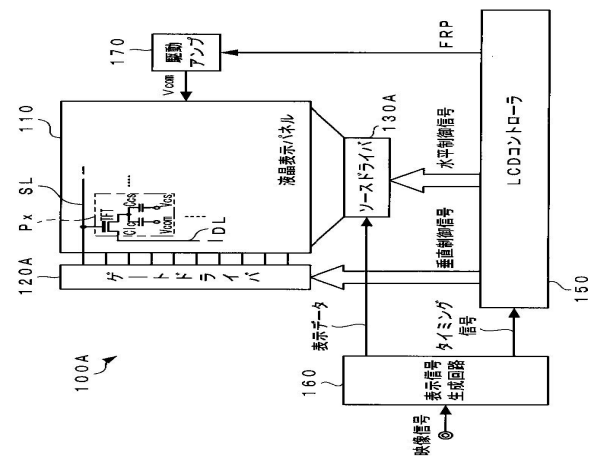 100A
120A
Px
SL
110
170
駆動
アンプ
Vcom
TFT
Clc
Ccs
Vcom
Vcs
DL
液晶表示パネル
ゲートドライバ
ソースドライバ
130A
FRP
水平制御信号
垂直制御信号
表示データ
タイミング
信号
160
表示信号
生成回路
映像信号
LCDコントローラ
150